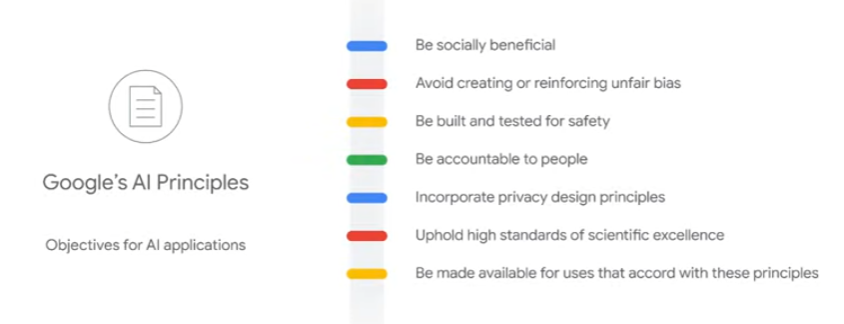 Google's AI Principles
Objectives for AI applications
Be socially beneficial
Avoid creating or reinforcing unfair bias
Be built and tested for safety
Be accountable to people
Incorporate privacy design principles
Uphold high standards of scientific excellence
Be made available for uses that accord with these principles